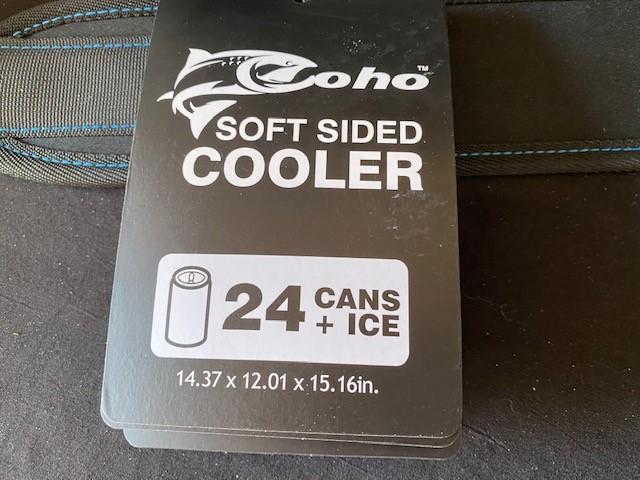 Coho™
SOFT SIDED
COOLER
24 CANS
+ ICE
14.37 x 12.01 x 15.16in.